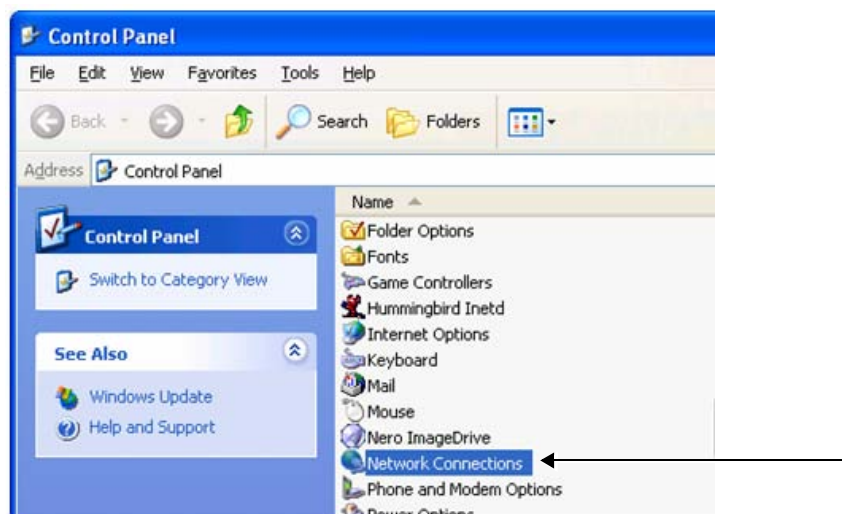 Control Panel
File Edit View Favorites Tools Help
Back Search Folders
Address Control Panel
Control Panel
Switch to Category View
See Also
Windows Update
Help and Support
Name
Folder Options
Fonts
Game Controllers
Hummingbird Inetd
Internet Options
Keyboard
Mail
Mouse
Nero ImageDrive
Network Connections
Phone and Modem Options
Power Options